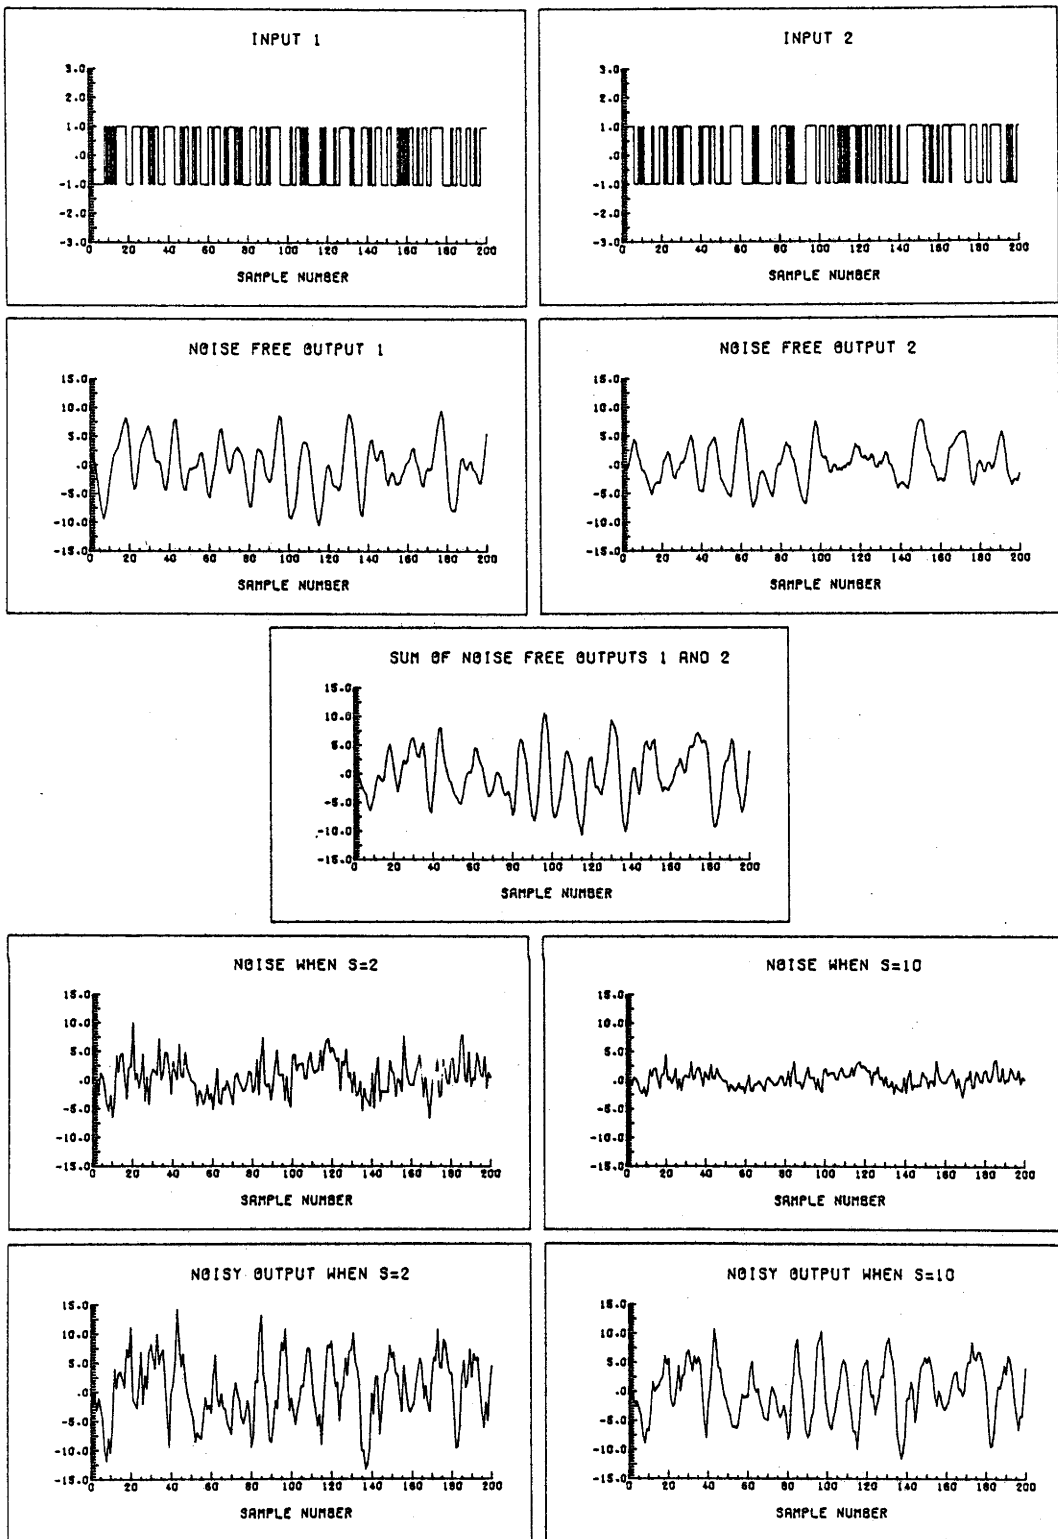 INPUT 1
3.0
2.0
1.0
.0
-1.0
-2.0
-3.0
0 20 40 60 80 100 120 140 160 180 200
SAMPLE NUMBER
INPUT 2
3.0
2.0
1.0
.0
-1.0
-2.0
-3.0
0 20 40 60 80 100 120 140 160 180 200
SAMPLE NUMBER
NOISE FREE OUTPUT 1
15.0
10.0
5.0
.0
-5.0
-10.0
-15.0
0 20 40 60 80 100 120 140 160 180 200
SAMPLE NUMBER
NOISE FREE OUTPUT 2
15.0
10.0
5.0
.0
-5.0
-10.0
-15.0
0 20 40 60 80 100 120 140 160 180 200
SAMPLE NUMBER
SUM OF NOISE FREE OUTPUTS 1 AND 2
15.0
10.0
5.0
.0
-5.0
-10.0
-15.0
0 20 40 60 80 100 120 140 160 180 200
SAMPLE NUMBER
NOISE WHEN S=2
15.0
10.0
5.0
.0
-5.0
-10.0
-15.0
0 20 40 60 80 100 120 140 160 180 200
SAMPLE NUMBER
NOISE WHEN S=10
15.0
10.0
5.0
.0
-5.0
-10.0
-15.0
0 20 40 60 80 100 120 140 160 180 200
SAMPLE NUMBER
NOISY OUTPUT WHEN S=2
15.0
10.0
5.0
.0
-5.0
-10.0
-15.0
0 20 40 60 80 100 120 140 160 180 200
SAMPLE NUMBER
NOISY OUTPUT WHEN S=10
15.0
10.0
5.0
.0
-5.0
-10.0
-15.0
0 20 40 60 80 100 120 140 160 180 200
SAMPLE NUMBER